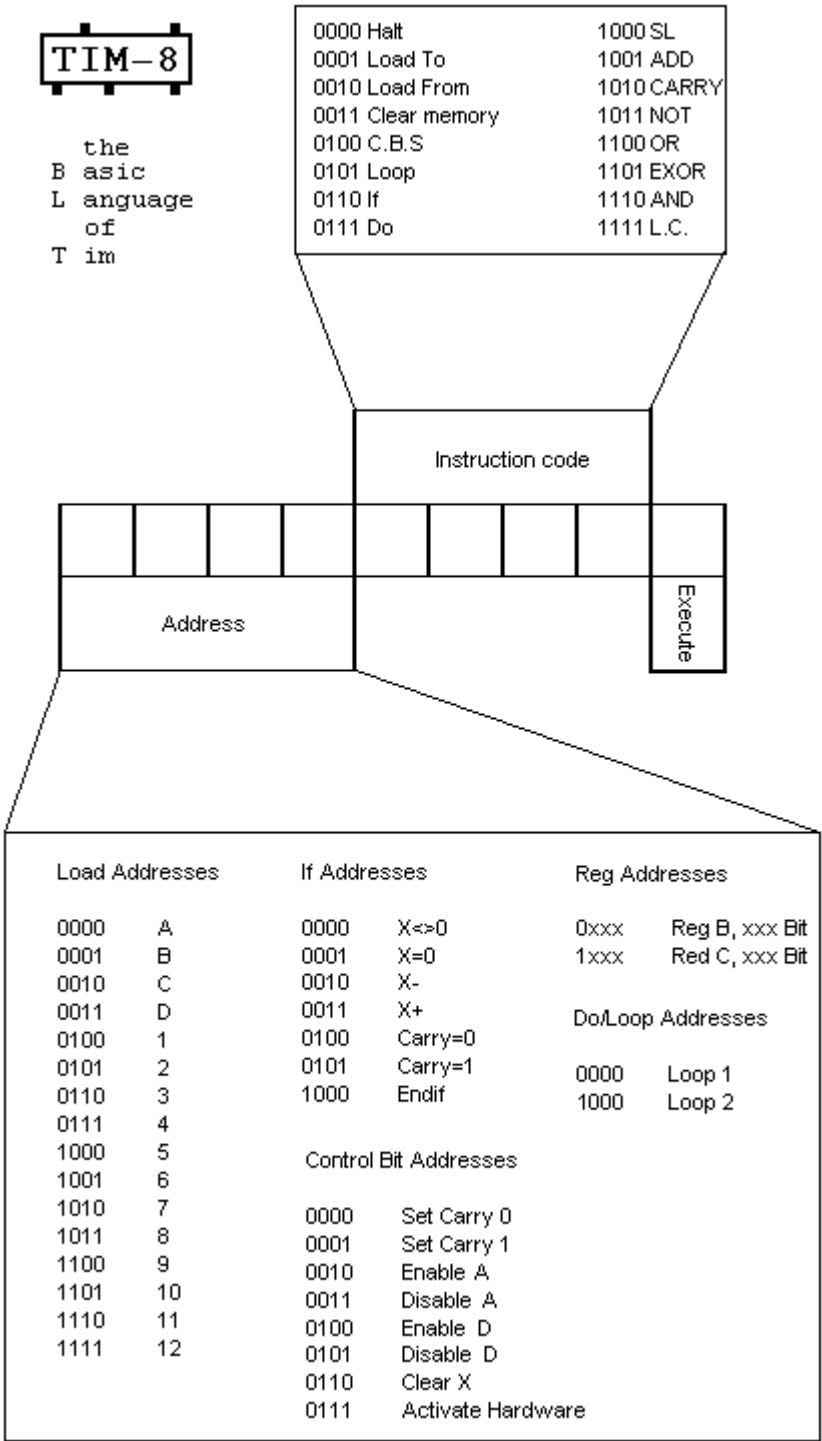 TIM-8
the
B asic
L anguage
of
T im
0000 Halt 1000 SL
0001 Load To 1001 ADD
0010 Load From 1010 CARRY
0011 Clear memory 1011 NOT
0100 C.B.S 1100 OR
0101 Loop 1101 EXOR
0110 If 1110 AND
0111 Do 1111 L.C.
Instruction code
Address
Execute
Load Addresses
0000 A
0001 B
0010 C
0011 D
0100 1
0101 2
0110 3
0111 4
1000 5
1001 6
1010 7
1011 8
1100 9
1101 10
1110 11
1111 12
If Addresses
0000 X<>0
0001 X=0
0010 X-
0011 X+
0100 Carry=0
0101 Carry=1
1000 Endif
Control Bit Addresses
0000 Set Carry 0
0001 Set Carry 1
0010 Enable A
0011 Disable A
0100 Enable D
0101 Disable D
0110 Clear X
0111 Activate Hardware
Reg Addresses
0xxx Reg B, xxx Bit
1xxx Red C, xxx Bit
Do/Loop Addresses
0000 Loop 1
1000 Loop 2